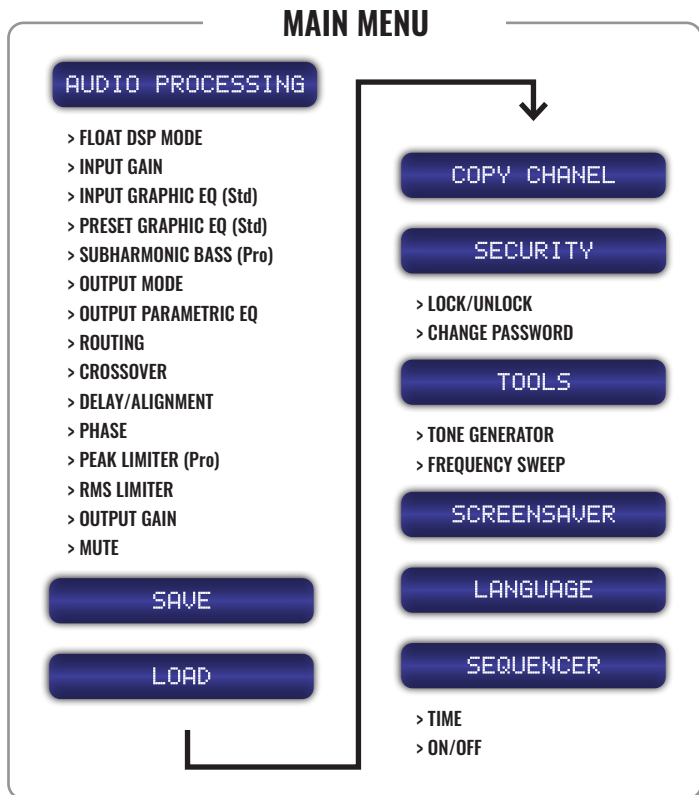 MAIN MENU
AUDIO PROCESSING
> FLOAT DSP MODE
> INPUT GAIN
> INPUT GRAPHIC EQ (Std)
> PRESET GRAPHIC EQ (Std)
> SUBHARMONIC BASS (Pro)
> OUTPUT MODE
> OUTPUT PARAMETRIC EQ
> ROUTING
> CROSSOVER
> DELAY/ALIGNMENT
> PHASE
> PEAK LIMITER (Pro)
> RMS LIMITER
> OUTPUT GAIN
> MUTE
SAVE
LOAD
COPY CHANEL
SECURITY
> LOCK/UNLOCK
> CHANGE PASSWORD
TOOLS
> TONE GENERATOR
> FREQUENCY SWEEP
SCREENSAVER
LANGUAGE
SEQUENCER
> TIME
> ON/OFF